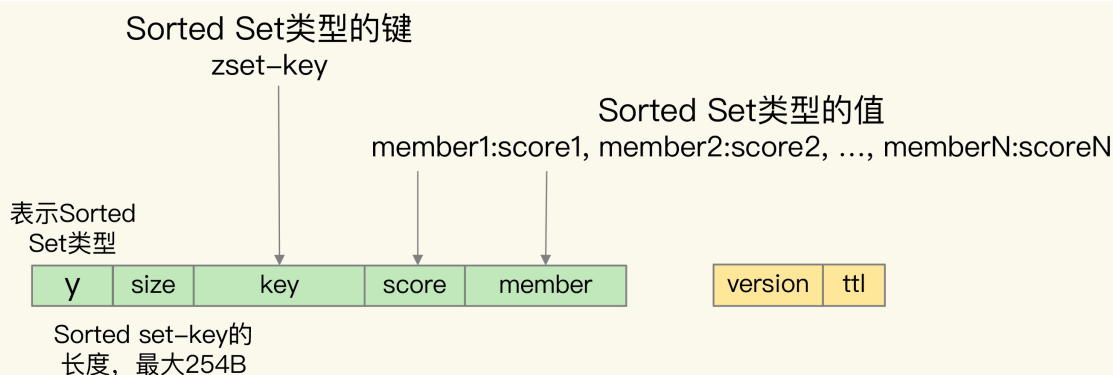 Sorted Set类型的键
zset-key
Sorted Set类型的值
member1:score1, member2:score2, …, memberN:scoreN
表示Sorted
Set类型
y size key score member version ttl
Sorted set-key的
长度，最大254B